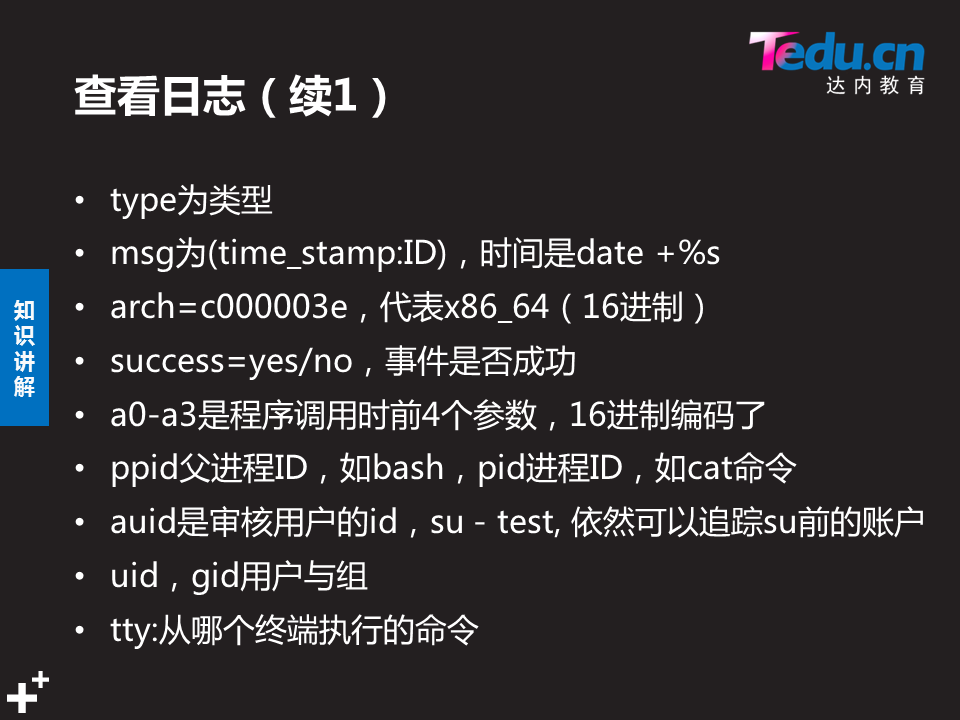 Tedu.cn
达内教育
查看日志（续1）
• type为类型
• msg为(time_stamp:ID)，时间是date +%s
• arch=c000003e，代表x86_64（16进制）
• success=yes/no，事件是否成功
• a0-a3是程序调用时前4个参数，16进制编码了
• ppid父进程ID，如bash，pid进程ID，如cat命令
• auid是审核用户的id，su - test, 依然可以追踪su前的账户
• uid，gid用户与组
• tty:从哪个终端执行的命令
知
识
讲
解